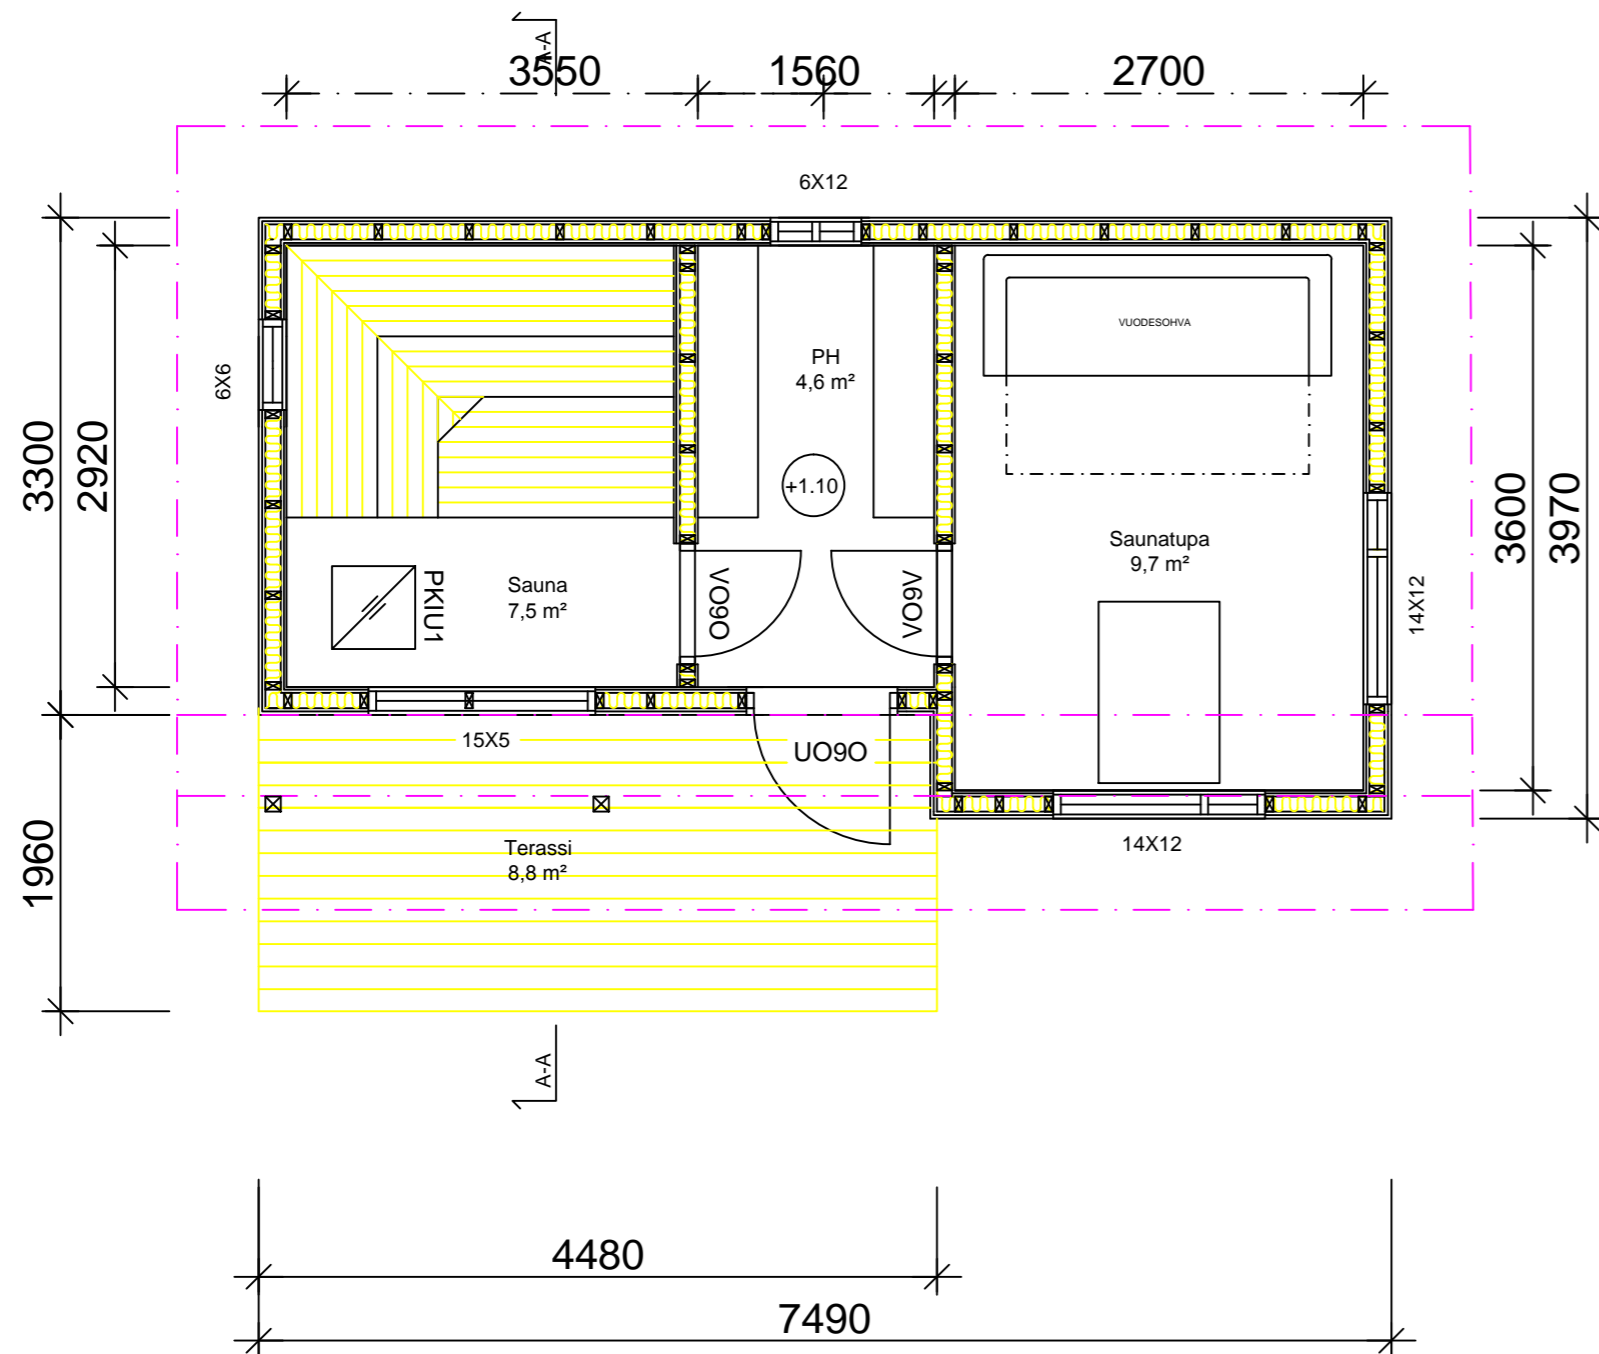 A-A
3550
1560
2700
6X12
VUODESOHVA
PH
4,6 m²
6X6
3300
2920
+1.10
3600
3970
Saunatupa
9,7 m²
Sauna
7,5 m²
PKIU1
VO9O
VO9V
14X12
15X5
UO9O
Terassi
8,8 m²
14X12
1960
A-A
4480
7490